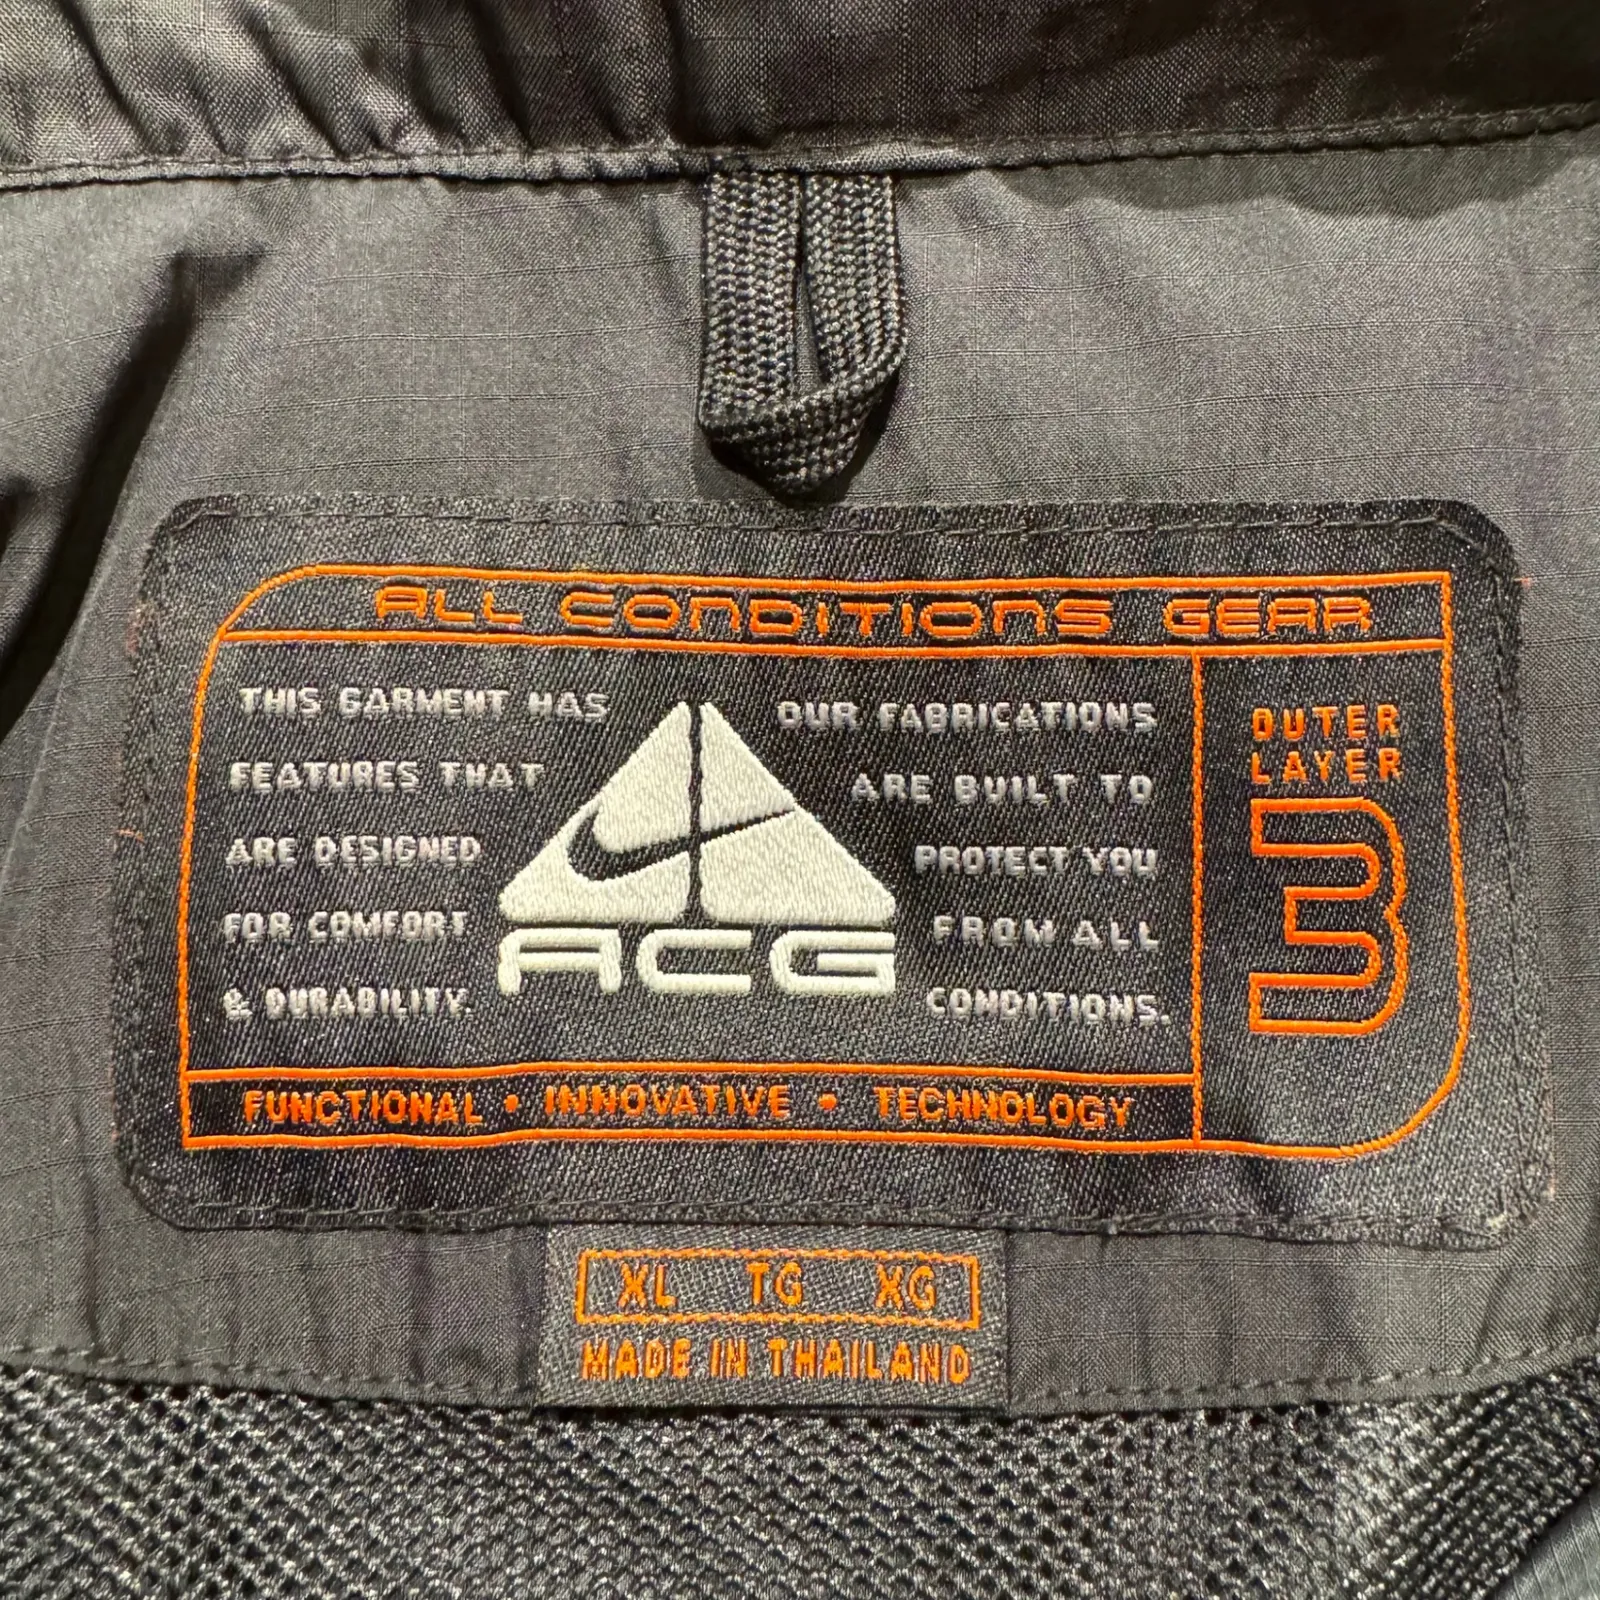 ALL CONDITIONS GEAR
THIS GARMENT HAS
FEATURES THAT
ARE DESIGNED
FOR COMFORT
& DURABILITY.
ACG
OUR FABRICATIONS
ARE BUILT TO
PROTECT YOU
FROM ALL
CONDITIONS.
OUTER
LAYER
3
FUNCTIONAL • INNOVATIVE • TECHNOLOGY
XL TG XG
MADE IN THAILAND